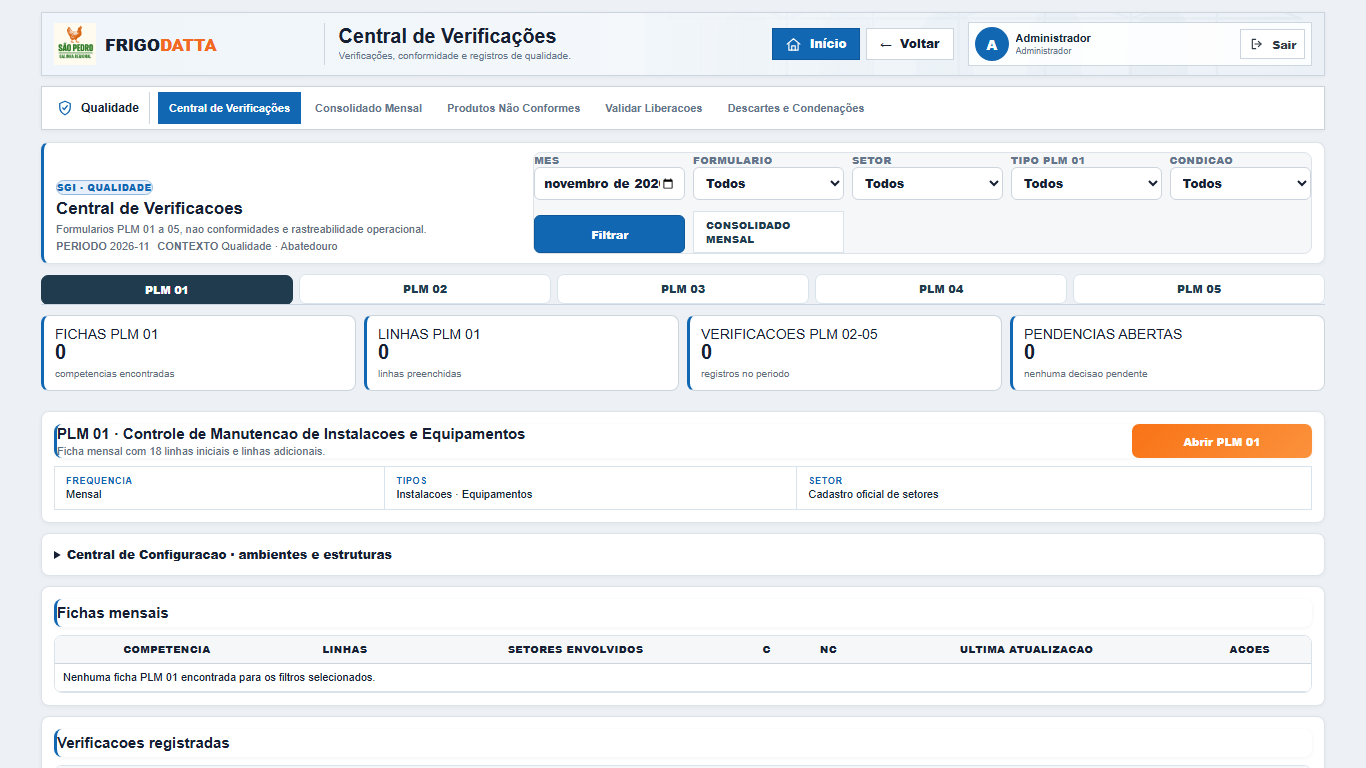 SÃO PEDRO
FRIGODATTA
Central de Verificações
Verificações, conformidade e registros de qualidade.
Início
← Voltar
A
Administrador
Administrador
Sair
Qualidade
Central de Verificações
Consolidado Mensal
Produtos Não Conformes
Validar Liberacoes
Descartes e Condenações
SGI · QUALIDADE
Central de Verificacoes
Formularios PLM 01 a 05, nao conformidades e rastreabilidade operacional.
PERIODO 2026-11 CONTEXTO Qualidade · Abatedouro
MES
FORMULARIO
SETOR
TIPO PLM 01
CONDICAO
novembro de 202
Todos
Todos
Todos
Todos
Filtrar
CONSOLIDADO
MENSAL
PLM 01
PLM 02
PLM 03
PLM 04
PLM 05
FICHAS PLM 01
0
competencias encontradas
LINHAS PLM 01
0
linhas preenchidas
VERIFICACOES PLM 02-05
0
registros no periodo
PENDENCIAS ABERTAS
0
nenhuma decisao pendente
PLM 01 · Controle de Manutencao de Instalacoes e Equipamentos
Ficha mensal com 18 linhas iniciais e linhas adicionais.
Abrir PLM 01
FREQUENCIA
Mensal
TIPOS
Instalacoes · Equipamentos
SETOR
Cadastro oficial de setores
Central de Configuracao · ambientes e estruturas
Fichas mensais
COMPETENCIA LINHAS SETORES ENVOLVIDOS C NC ULTIMA ATUALIZACAO ACOES
Nenhuma ficha PLM 01 encontrada para os filtros selecionados.
Verificacoes registradas